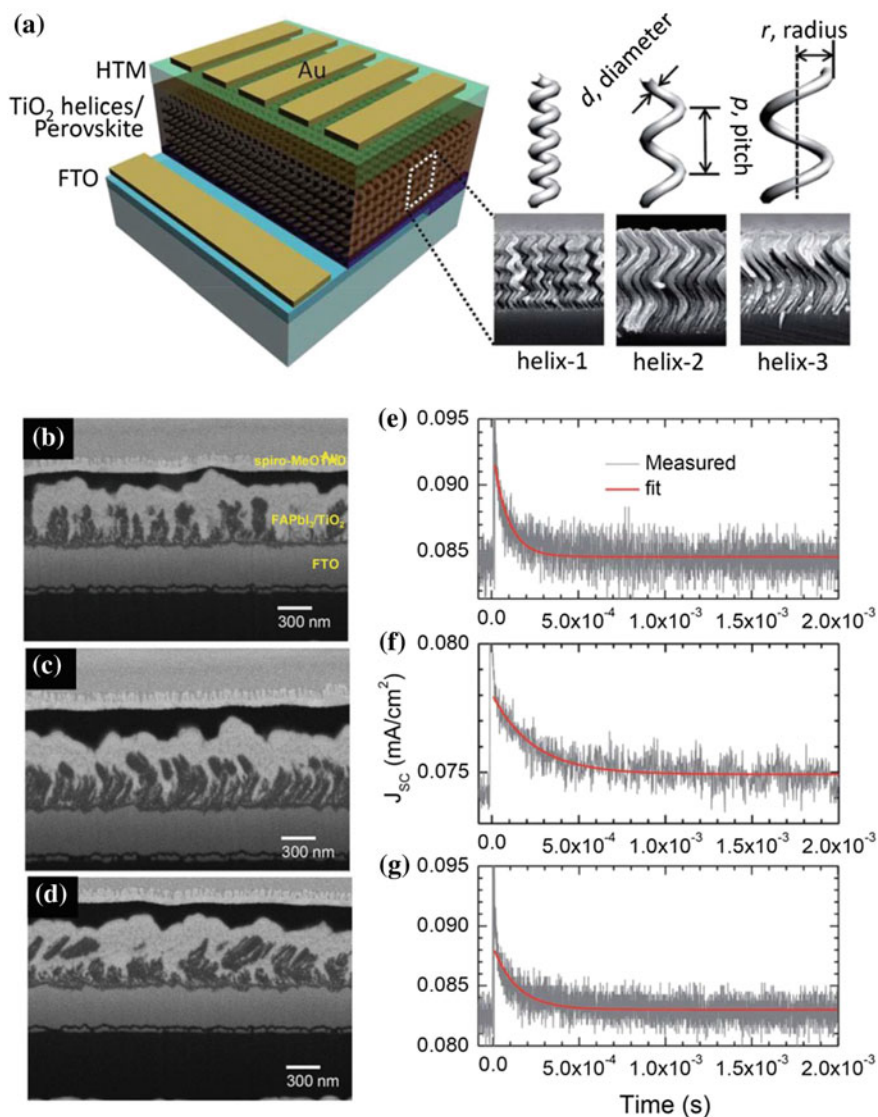 (a)
HTM
Au
TiO₂ helices/
Perovskite
FTO
d, diameter
p, pitch
r, radius
helix-1
helix-2
helix-3
(b)
spiro-MeOTAD
FAPbI₃/TiO₂
FTO
300 nm
(c)
300 nm
(d)
300 nm
(e)
0.095
0.090
0.085
Measured
fit
0.0
5.0x10⁻⁴
1.0x10⁻³
1.5x10⁻³
2.0x10⁻³
(f)
0.080
0.075
J_SC (mA/cm²)
0.0
5.0x10⁻⁴
1.0x10⁻³
1.5x10⁻³
2.0x10⁻³
(g)
0.095
0.090
0.085
0.080
0.0
5.0x10⁻⁴
1.0x10⁻³
1.5x10⁻³
2.0x10⁻³
Time (s)